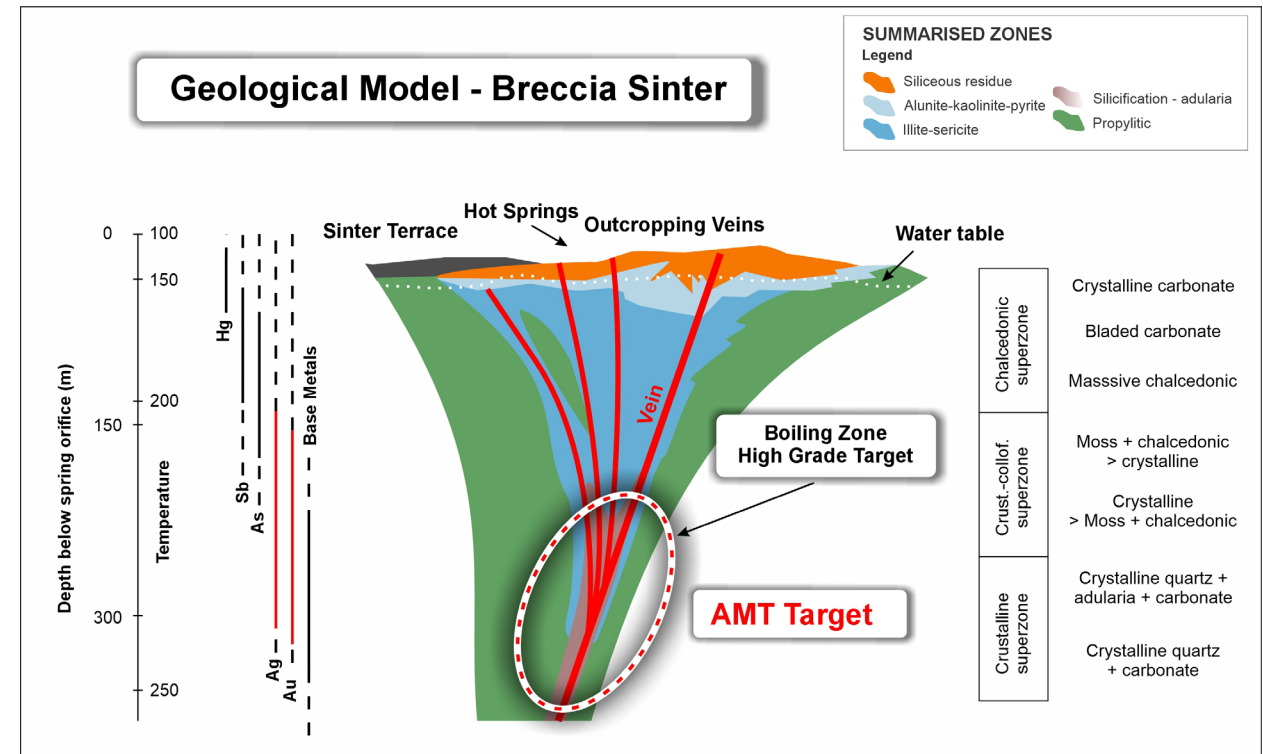 Geological Model - Breccia Sinter
SUMMARISED ZONES
Legend
Siliceous residue
Alunite-kaolinite-pyrite
Illite-sericite
Silicification - adularia
Propylitic
Sinter Terrace
Hot Springs
Outcropping Veins
Water table
Depth below spring orifice (m)
0
150
300
Temperature
100
150
200
250
Hg
Sb
As
Ag
Au
Base Metals
Vein
Boiling Zone
High Grade Target
AMT Target
Chalcedonic
superzone
Crystalline carbonate
Bladed carbonate
Masssive chalcedonic
Crust.-collof.
superzone
Moss + chalcedonic
> crystalline
Crystalline
> Moss + chalcedonic
Crustalline
superzone
Crystalline quartz +
adularia + carbonate
Crystalline quartz
+ carbonate